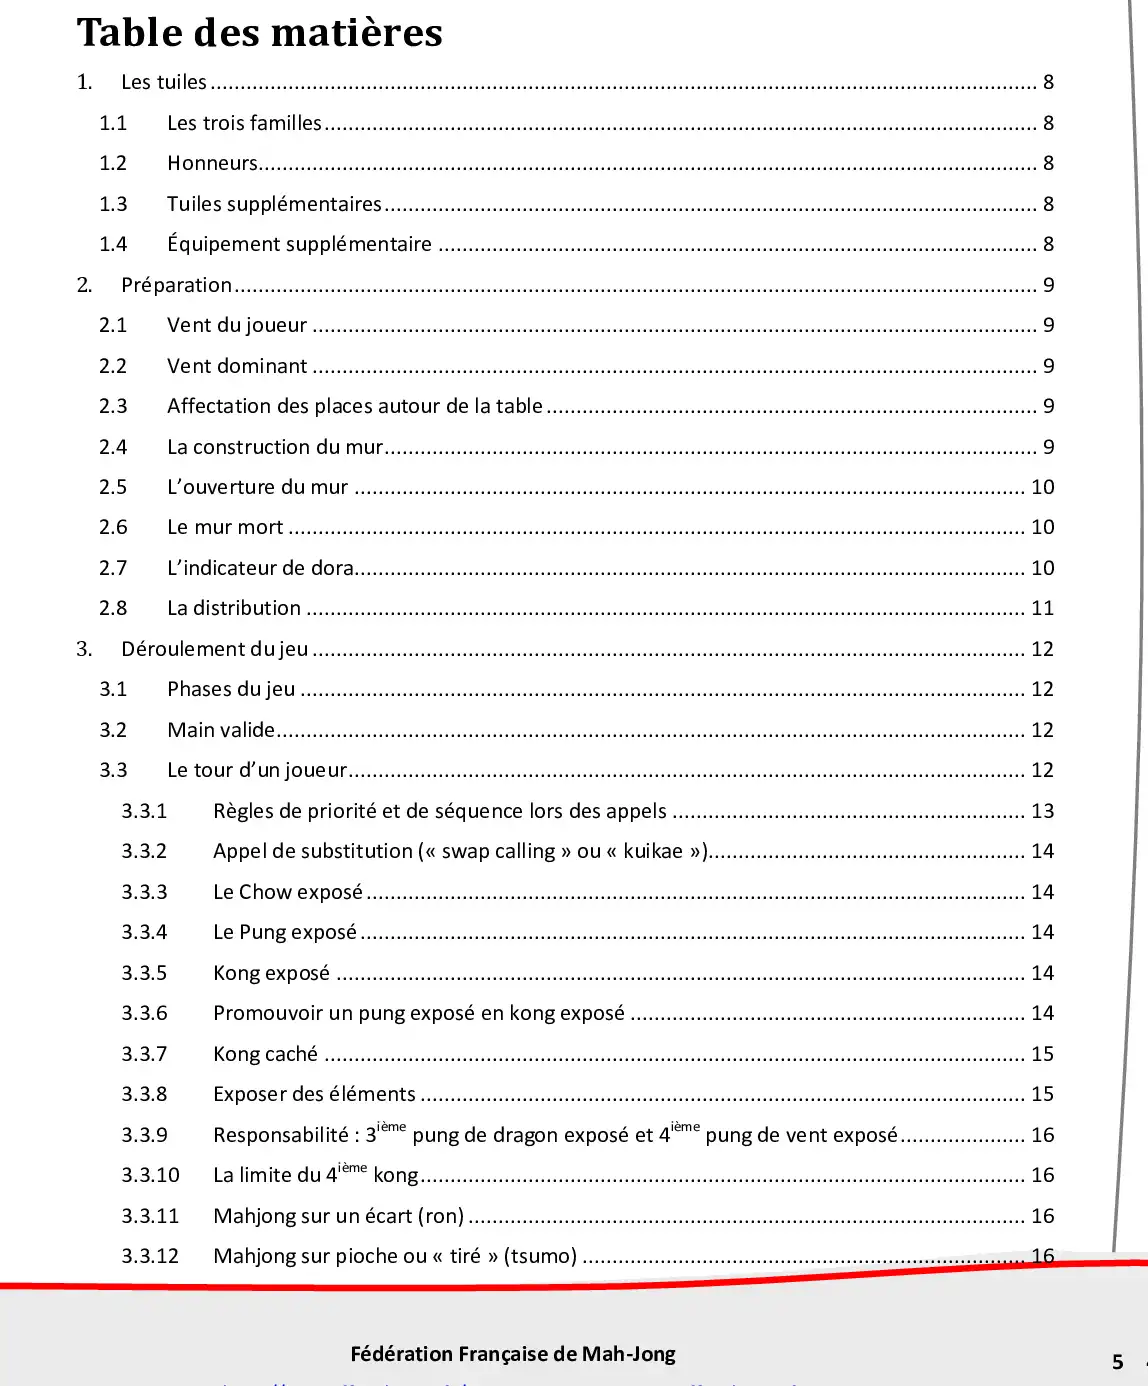 Table des matières
1. Les tuiles 8
1.1 Les trois familles 8
1.2 Honneurs 8
1.3 Tuiles supplémentaires 8
1.4 Équipement supplémentaire 8
2. Préparation 9
2.1 Vent du joueur 9
2.2 Vent dominant 9
2.3 Affectation des places autour de la table 9
2.4 La construction du mur 9
2.5 L’ouverture du mur 10
2.6 Le mur mort 10
2.7 L’indicateur de dora 10
2.8 La distribution 11
3. Déroulement du jeu 12
3.1 Phases du jeu 12
3.2 Main valide 12
3.3 Le tour d’un joueur 12
3.3.1 Règles de priorité et de séquence lors des appels 13
3.3.2 Appel de substitution (« swap calling » ou « kuikae ») 14
3.3.3 Le Chow exposé 14
3.3.4 Le Pung exposé 14
3.3.5 Kong exposé 14
3.3.6 Promouvoir un pung exposé en kong exposé 14
3.3.7 Kong caché 15
3.3.8 Exposer des éléments 15
3.3.9 Responsabilité : 3ième pung de dragon exposé et 4ième pung de vent exposé 16
3.3.10 La limite du 4ième kong 16
3.3.11 Mahjong sur un écart (ron) 16
3.3.12 Mahjong sur pioche ou « tiré » (tsumo) 16
Fédération Française de Mah-Jong
5